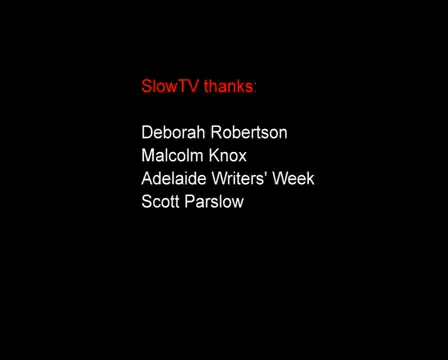 SlowTV thanks:
Deborah Robertson
Malcolm Knox
Adelaide Writers' Week
Scott Parslow